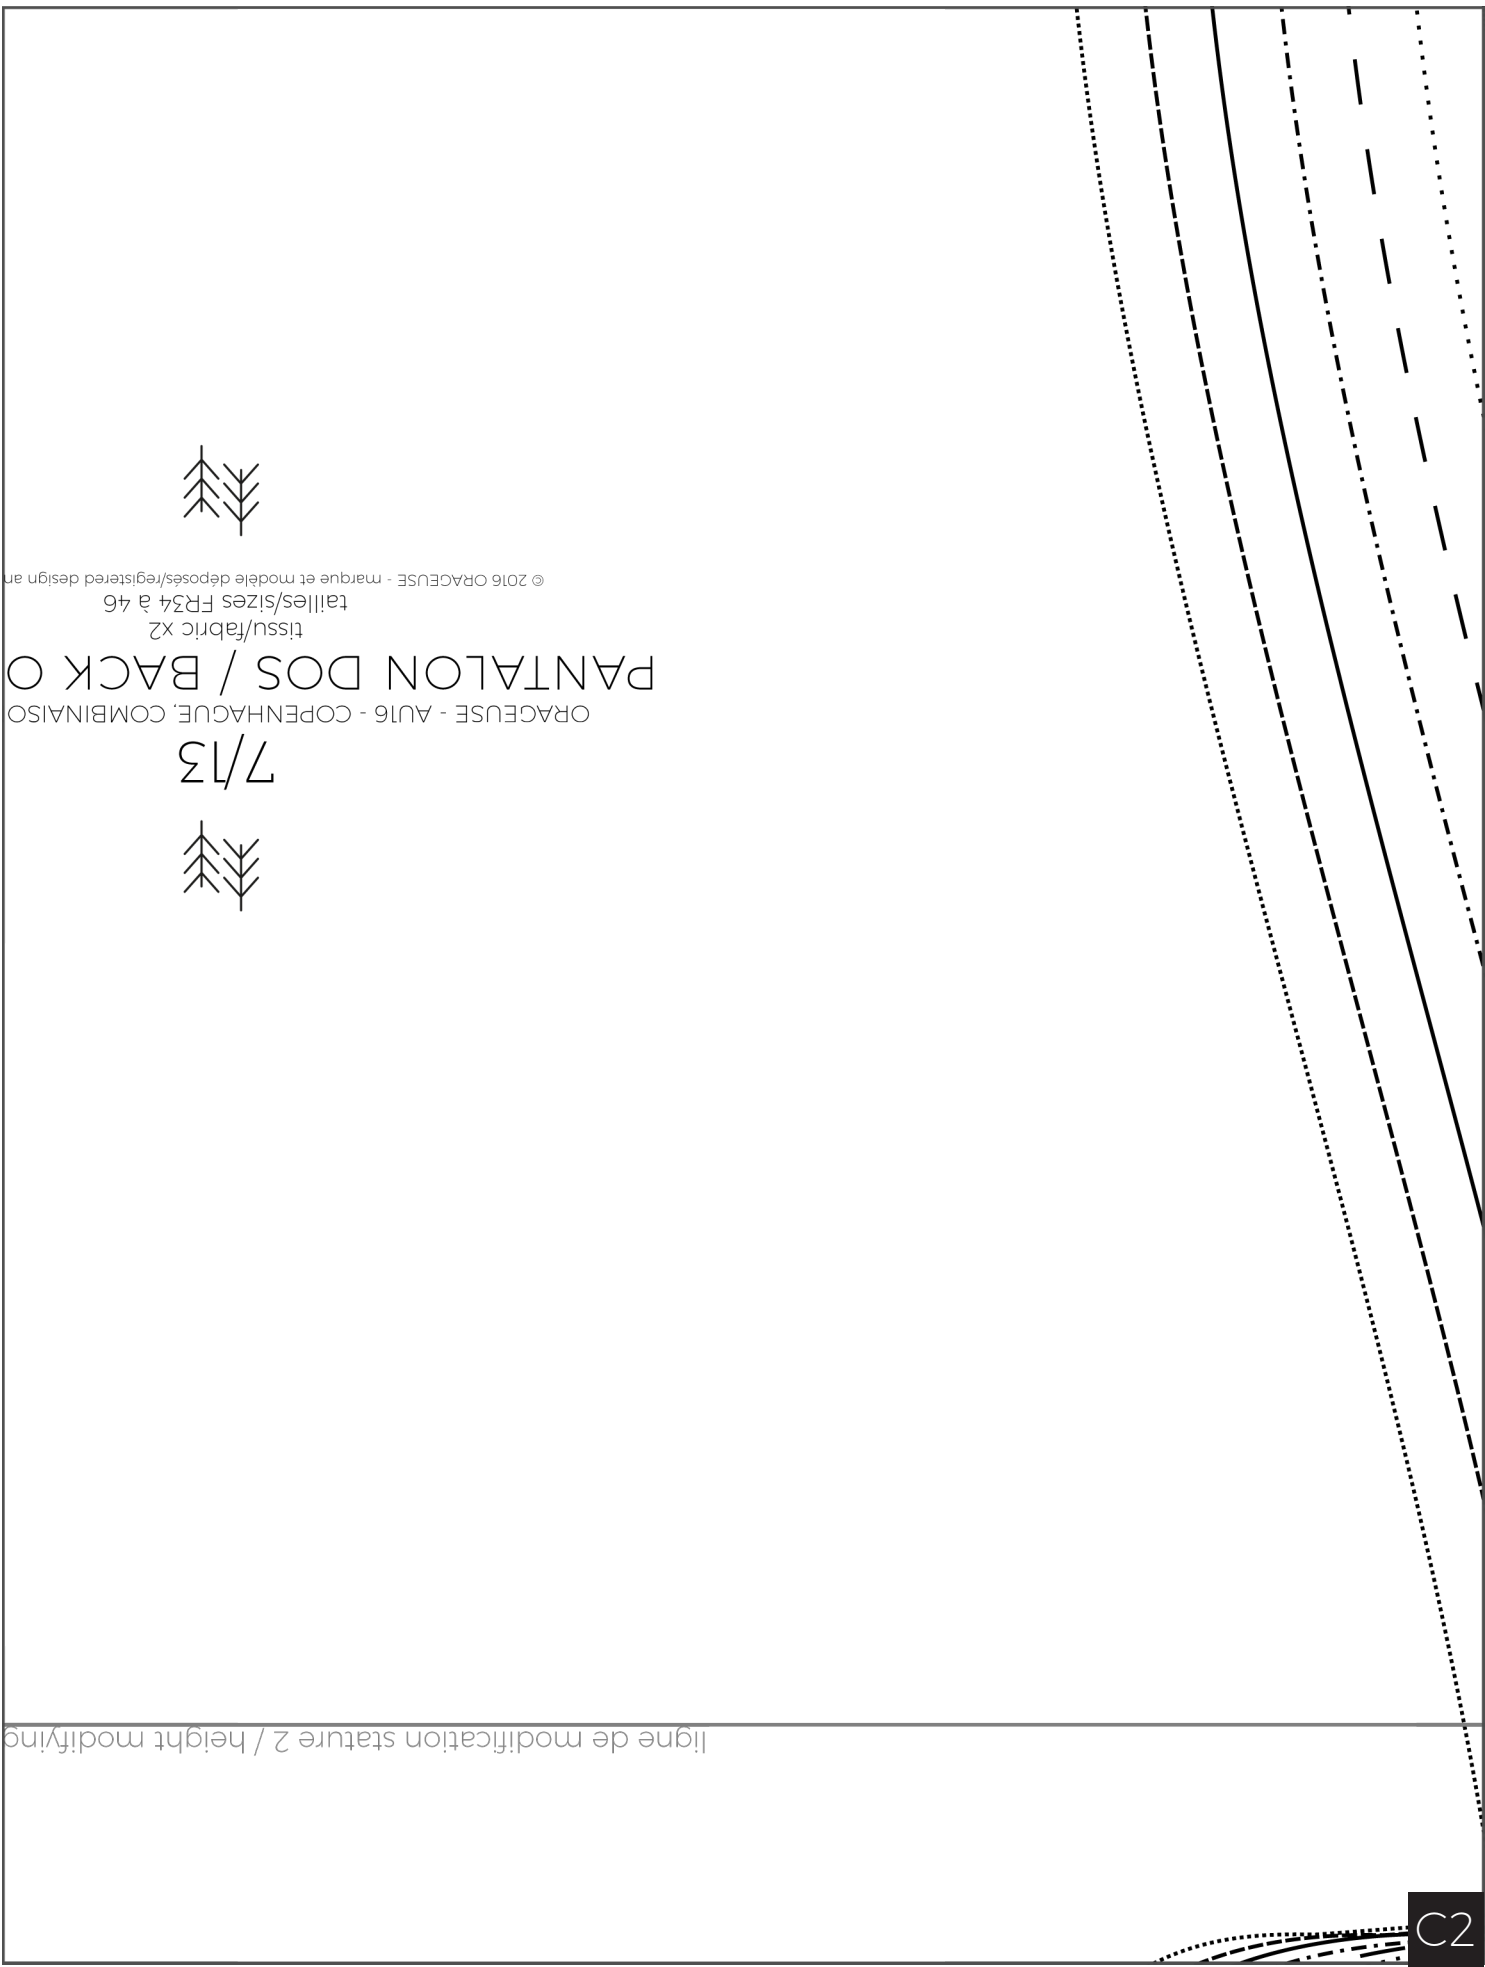 7/13
ORAGEUSE - AU16 - COPENHAGUE, COMBINAISO
PANTALON DOS / BACK O
tissu/fabric x2
tailles/sizes FR34 à 46
© 2016 ORAGEUSE - marque et modèle déposés/registered design an
ligne de modification stature 2 / height modifying
C2